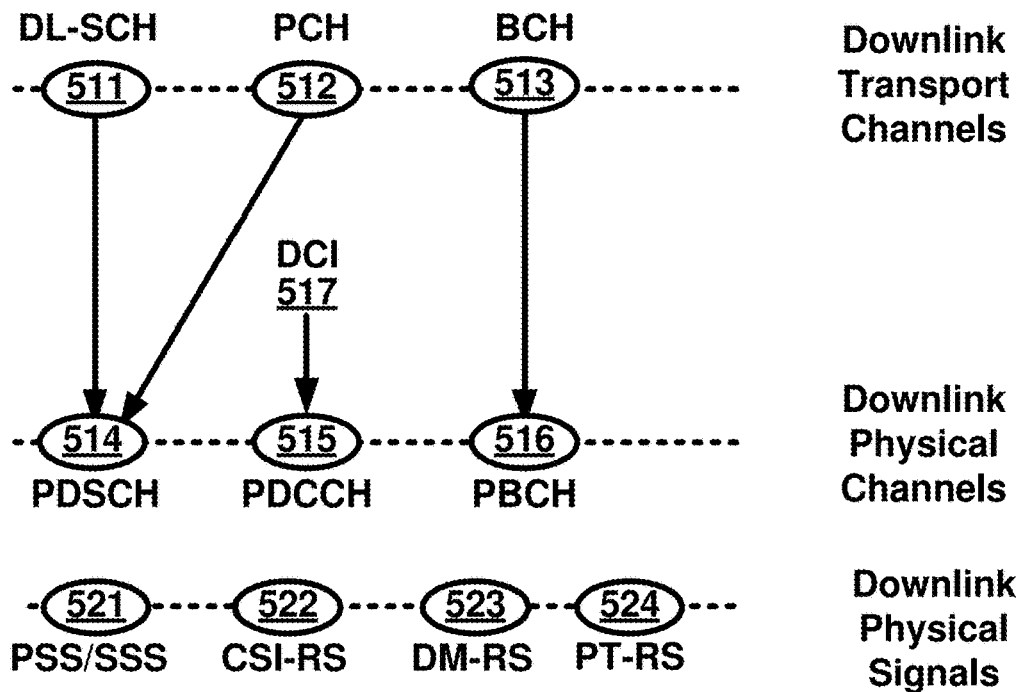 DL-SCH PCH BCH
511 512 513
Downlink
Transport
Channels
DCI
517
514 515 516
PDSCH PDCCH PBCH
Downlink
Physical
Channels
521 522 523 524
PSS/SSS CSI-RS DM-RS PT-RS
Downlink
Physical
Signals